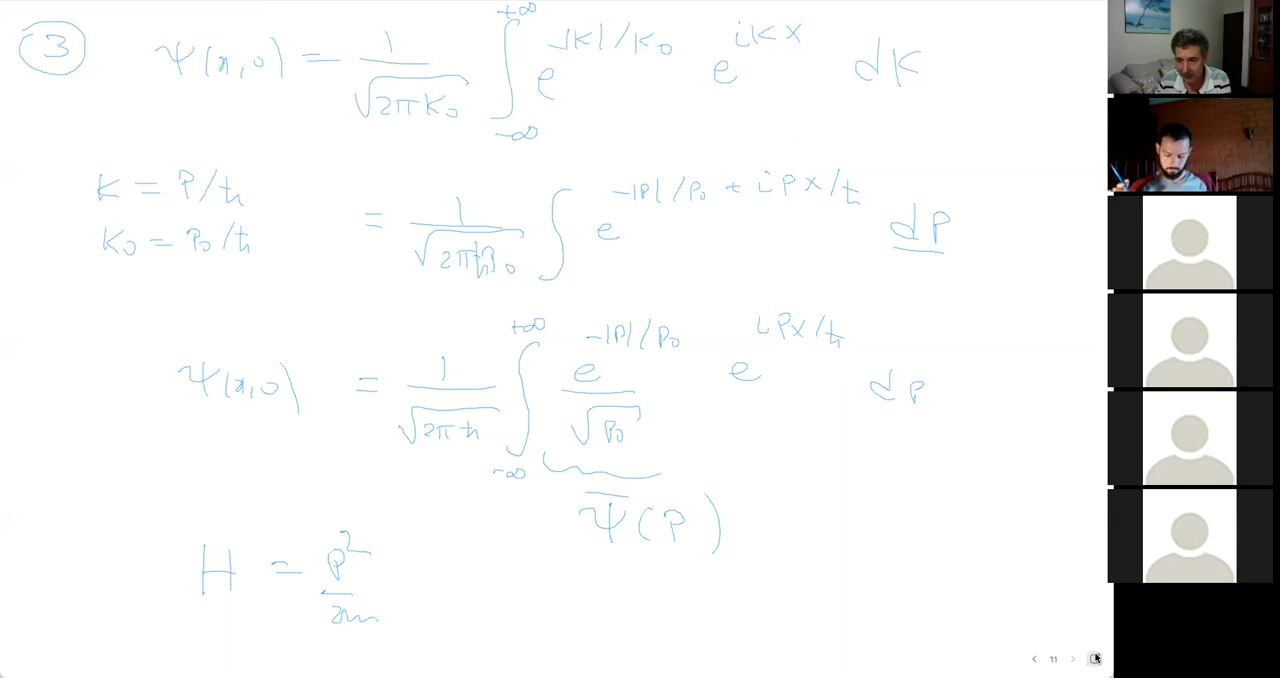 ③ Ψ(x,0) = 1/√(2πK₀) ∫_{-∞}^{+∞} e^{-|K|/K₀} e^{iKx} dK
K = P/ħ
K₀ = P₀/ħ
= 1/√(2πħP₀) ∫ e^{-|P|/P₀ + iPx/ħ} dP
Ψ(x,0) = 1/√(2πħ) ∫_{-∞}^{+∞} e^{-|P|/P₀}/√P₀ e^{iPx/ħ} dP
Ψ̄(P)
H = P²/2m
11